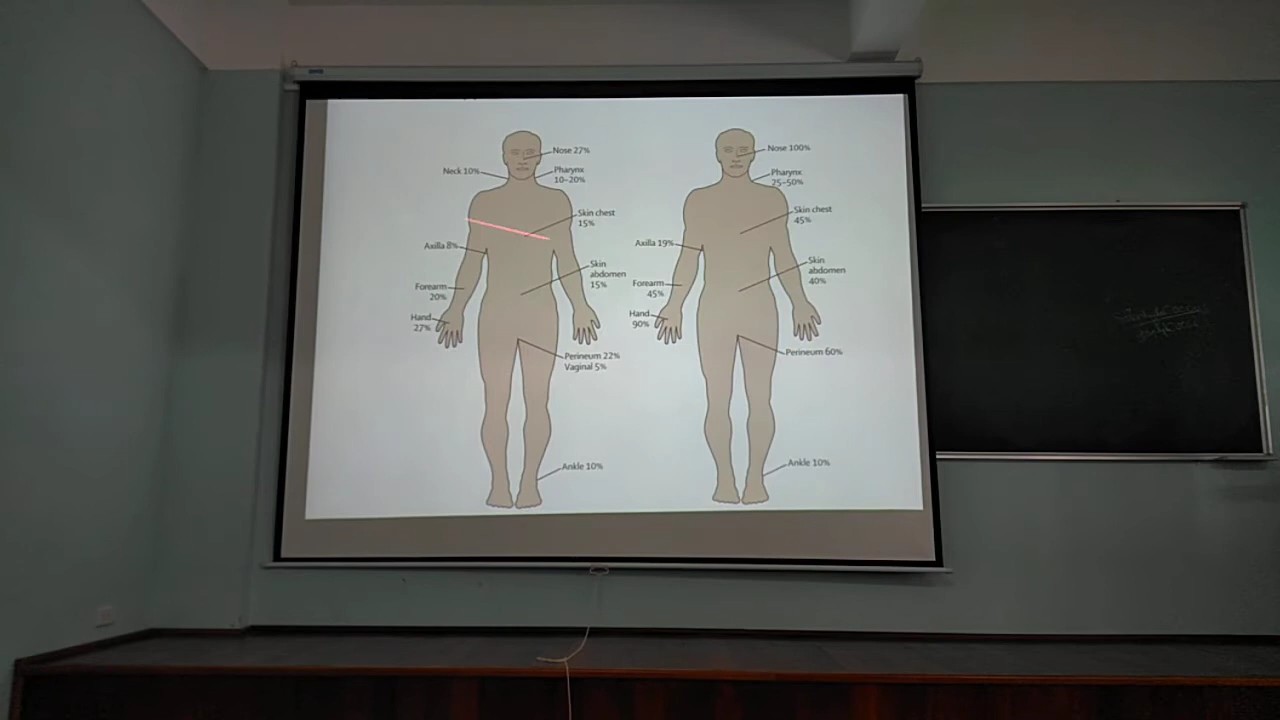 Nose 27%
Neck 10%
Pharynx
10–20%
Skin chest
15%
Axilla 8%
Skin
abdomen
15%
Forearm
20%
Hand
27%
Perineum 22%
Vaginal 5%
Ankle 10%
Nose 100%
Pharynx
25–50%
Skin chest
45%
Axilla 19%
Skin
abdomen
40%
Forearm
45%
Hand
90%
Perineum 60%
Ankle 10%